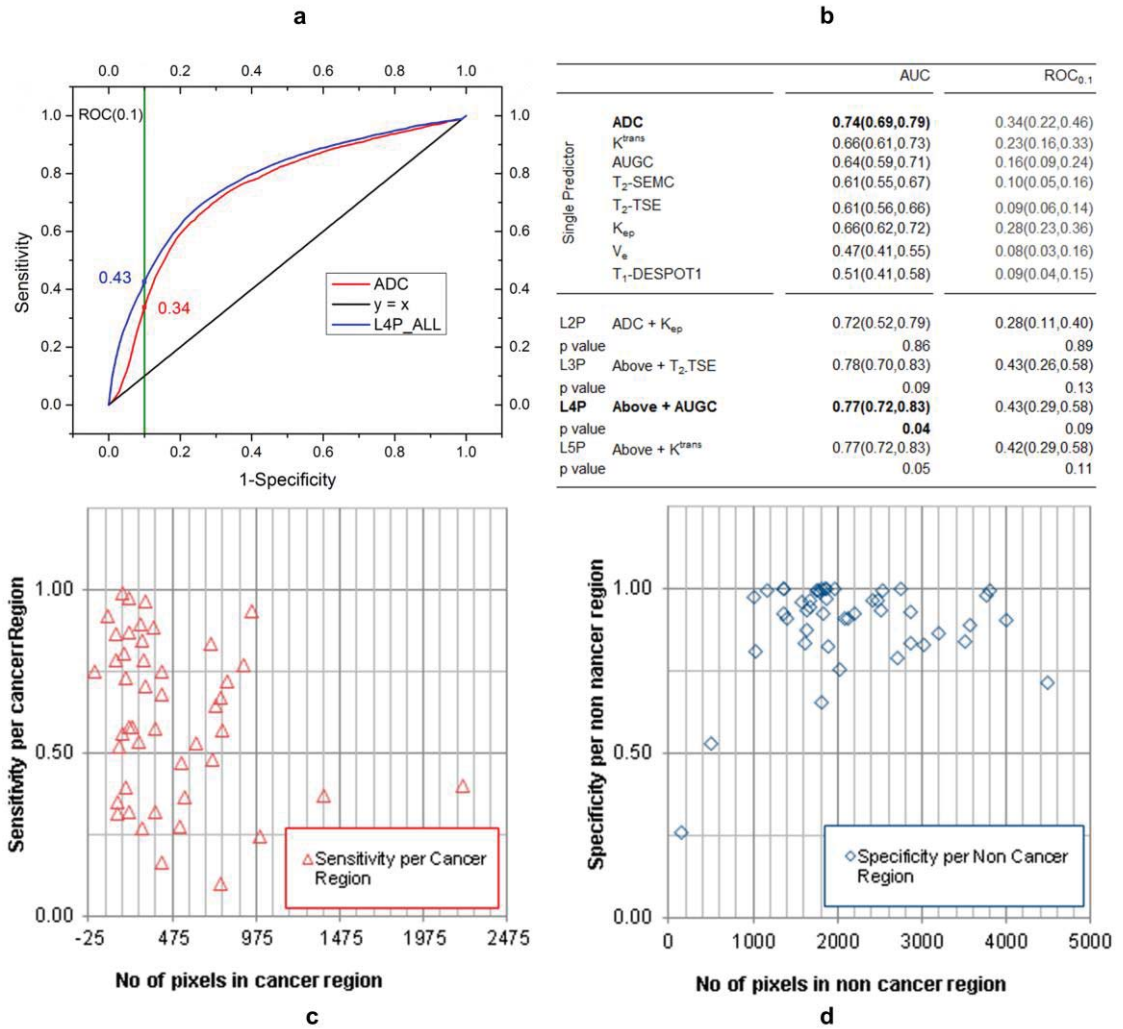 a
0.0 0.2 0.4 0.6 0.8 1.0
ROC(0.1)
1.0 1.0
0.8 0.8
0.6 0.6
0.4 0.4
0.2 0.2
0.0 0.0
Sensitivity
0.43
0.34
ADC
y = x
L4P_ALL
0.0 0.2 0.4 0.6 0.8 1.0
1-Specificity
b
AUC ROC0.1
Single Predictor
ADC 0.74(0.69,0.79) 0.34(0.22,0.46)
Ktrans 0.66(0.61,0.73) 0.23(0.16,0.33)
AUGC 0.64(0.59,0.71) 0.16(0.09,0.24)
T2-SEMC 0.61(0.55,0.67) 0.10(0.05,0.16)
T2-TSE 0.61(0.56,0.66) 0.09(0.06,0.14)
Kep 0.66(0.62,0.72) 0.28(0.23,0.36)
Ve 0.47(0.41,0.55) 0.08(0.03,0.16)
T1-DESPOT1 0.51(0.41,0.58) 0.09(0.04,0.15)
L2P ADC + Kep 0.72(0.52,0.79) 0.28(0.11,0.40)
p value 0.86 0.89
L3P Above + T2-TSE 0.78(0.70,0.83) 0.43(0.26,0.58)
p value 0.09 0.13
L4P Above + AUGC 0.77(0.72,0.83) 0.43(0.29,0.58)
p value 0.04 0.09
L5P Above + Ktrans 0.77(0.72,0.83) 0.42(0.29,0.58)
p value 0.05 0.11
Sensitivity per cancerrRegion
1.00
0.50
0.00
Sensitivity per Cancer
Region
-25 475 975 1475 1975 2475
No of pixels in cancer region
c
Specificity per non nancer region
1.00
0.50
0.00
Specificity per Non Cancer
Region
0 1000 2000 3000 4000 5000
No of pixels in non cancer region
d